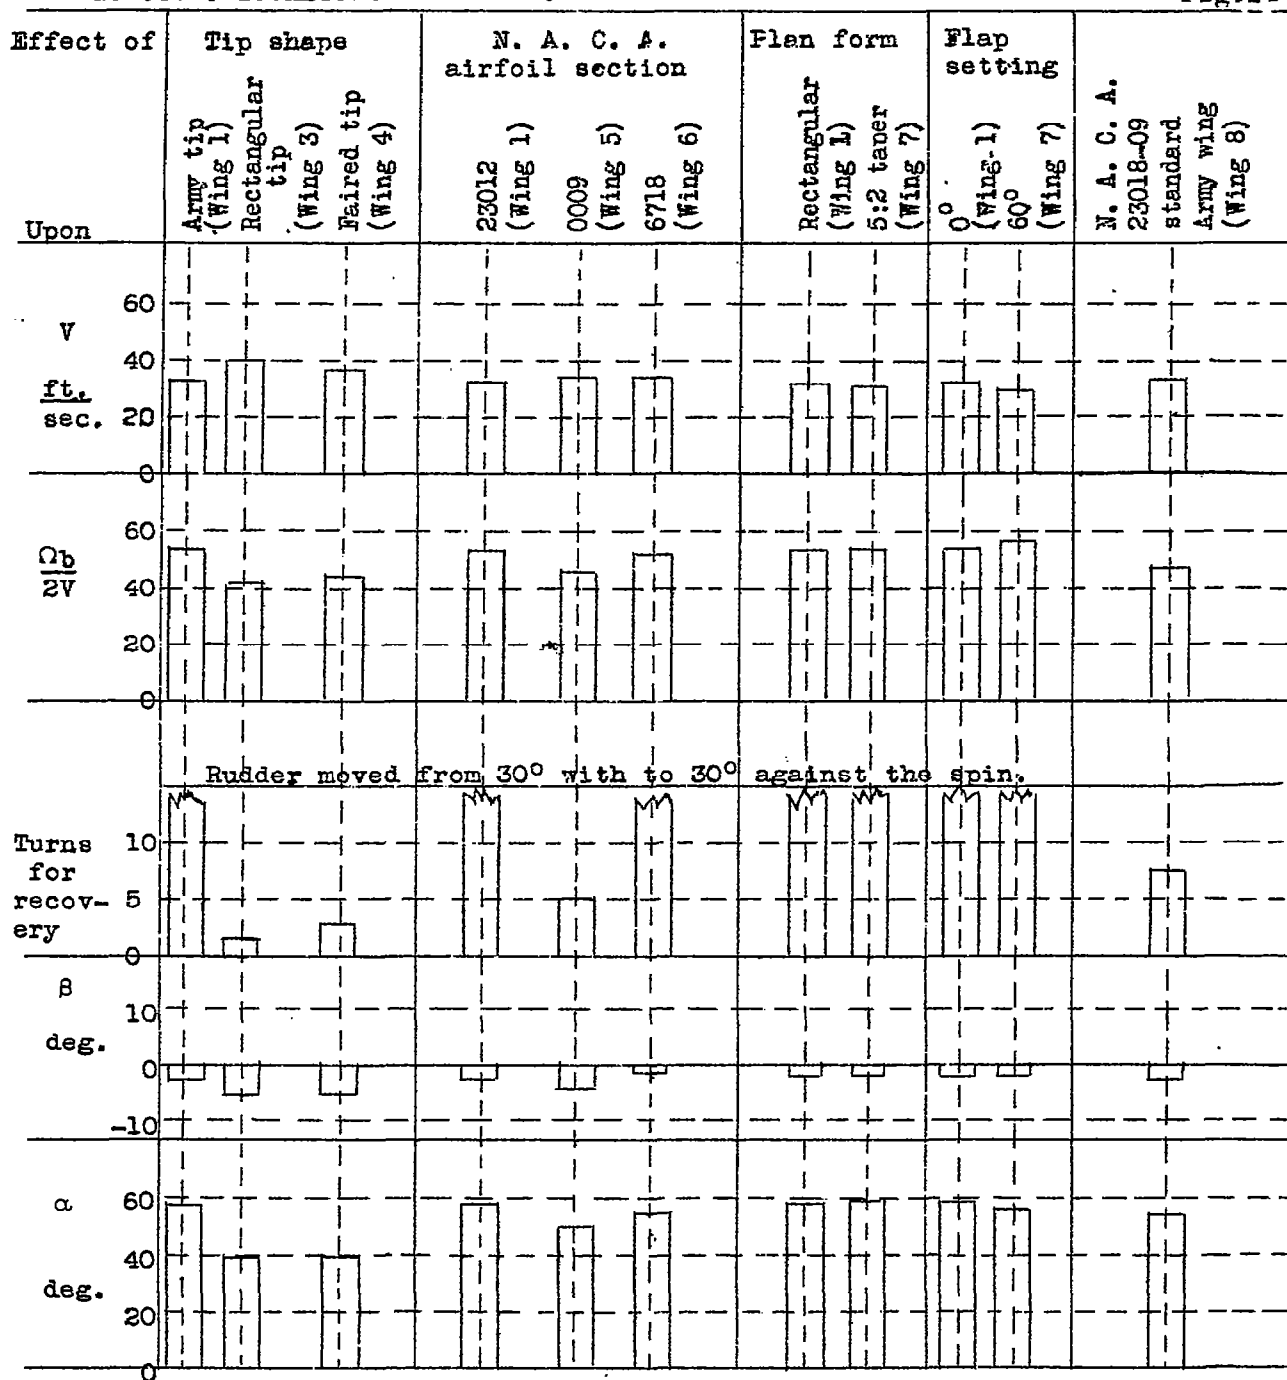 Effect of
Tip shape
N. A. C. A.
airfoil section
Plan form
Flap
setting
Upon
Army tip
(Wing 1)
Rectangular
tip
(Wing 3)
Faired tip
(Wing 4)
23012
(Wing 1)
0009
(Wing 5)
6718
(Wing 6)
Rectangular
(Wing 1)
5:2 taper
(Wing 7)
0°
(Wing 1)
60°
(Wing 7)
N. A. C. A.
23018-09
standard
Army wing
(Wing 8)
V
ft.
sec.
60
40
20
0
Ωb
2V
60
40
20
0
Rudder moved from 30° with to 30° against the spin.
Turns
for
recov-
ery
10
5
0
β
deg.
10
0
-10
α
deg.
60
40
20
0